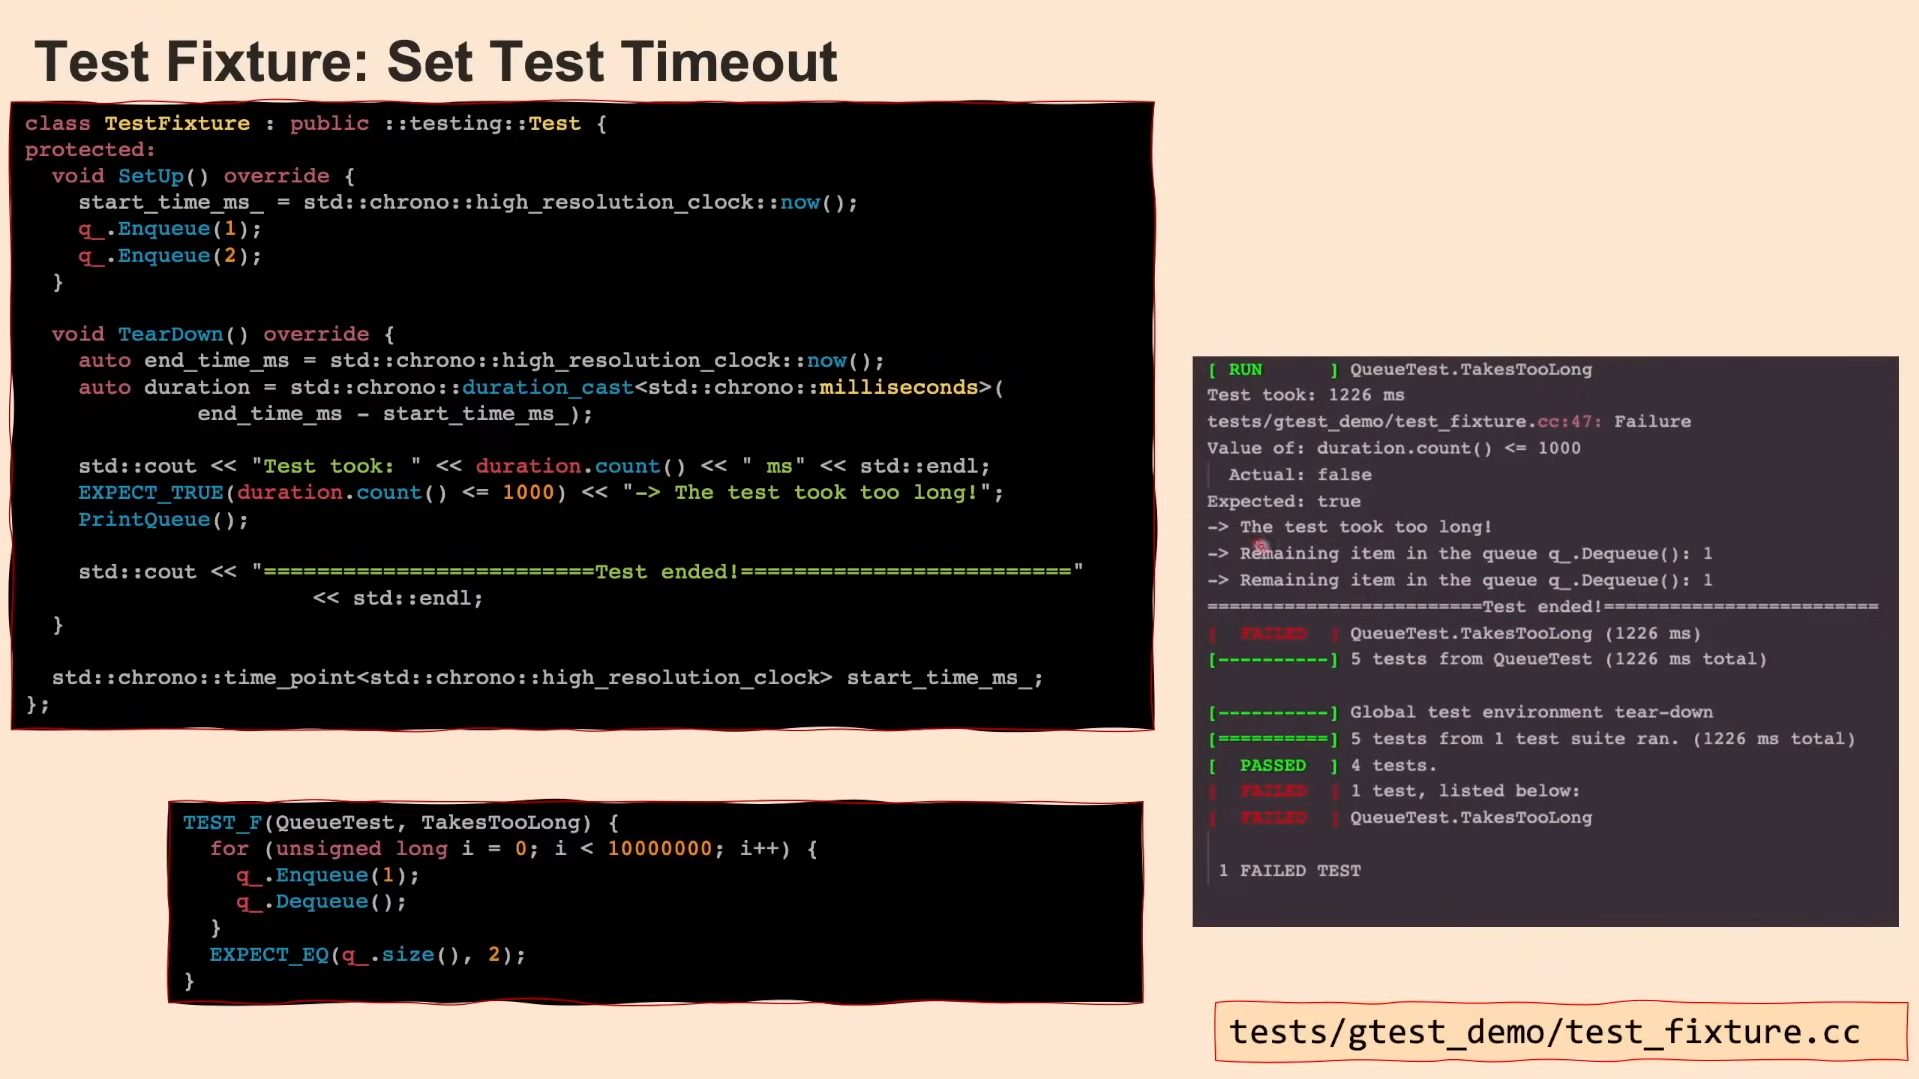 Test Fixture: Set Test Timeout
class TestFixture : public ::testing::Test {
protected:
  void SetUp() override {
    start_time_ms_ = std::chrono::high_resolution_clock::now();
    q_.Enqueue(1);
    q_.Enqueue(2);
  }
  void TearDown() override {
    auto end_time_ms = std::chrono::high_resolution_clock::now();
    auto duration = std::chrono::duration_cast<std::chrono::milliseconds>(
             end_time_ms - start_time_ms_);
    std::cout << "Test took: " << duration.count() << " ms" << std::endl;
    EXPECT_TRUE(duration.count() <= 1000) << "-> The test took too long!";
    PrintQueue();
    std::cout << "=========================Test ended!========================="
                      << std::endl;
  }
  std::chrono::time_point<std::chrono::high_resolution_clock> start_time_ms_;
};
TEST_F(QueueTest, TakesTooLong) {
  for (unsigned long i = 0; i < 10000000; i++) {
    q_.Enqueue(1);
    q_.Dequeue();
  }
  EXPECT_EQ(q_.size(), 2);
}
[ RUN      ] QueueTest.TakesTooLong
Test took: 1226 ms
tests/gtest_demo/test_fixture.cc:47: Failure
Value of: duration.count() <= 1000
  Actual: false
Expected: true
-> The test took too long!
-> Remaining item in the queue q_.Dequeue(): 1
-> Remaining item in the queue q_.Dequeue(): 1
=========================Test ended!=========================
[  FAILED  ] QueueTest.TakesTooLong (1226 ms)
[----------] 5 tests from QueueTest (1226 ms total)
[----------] Global test environment tear-down
[==========] 5 tests from 1 test suite ran. (1226 ms total)
[  PASSED  ] 4 tests.
[  FAILED  ] 1 test, listed below:
[  FAILED  ] QueueTest.TakesTooLong
 1 FAILED TEST
tests/gtest_demo/test_fixture.cc